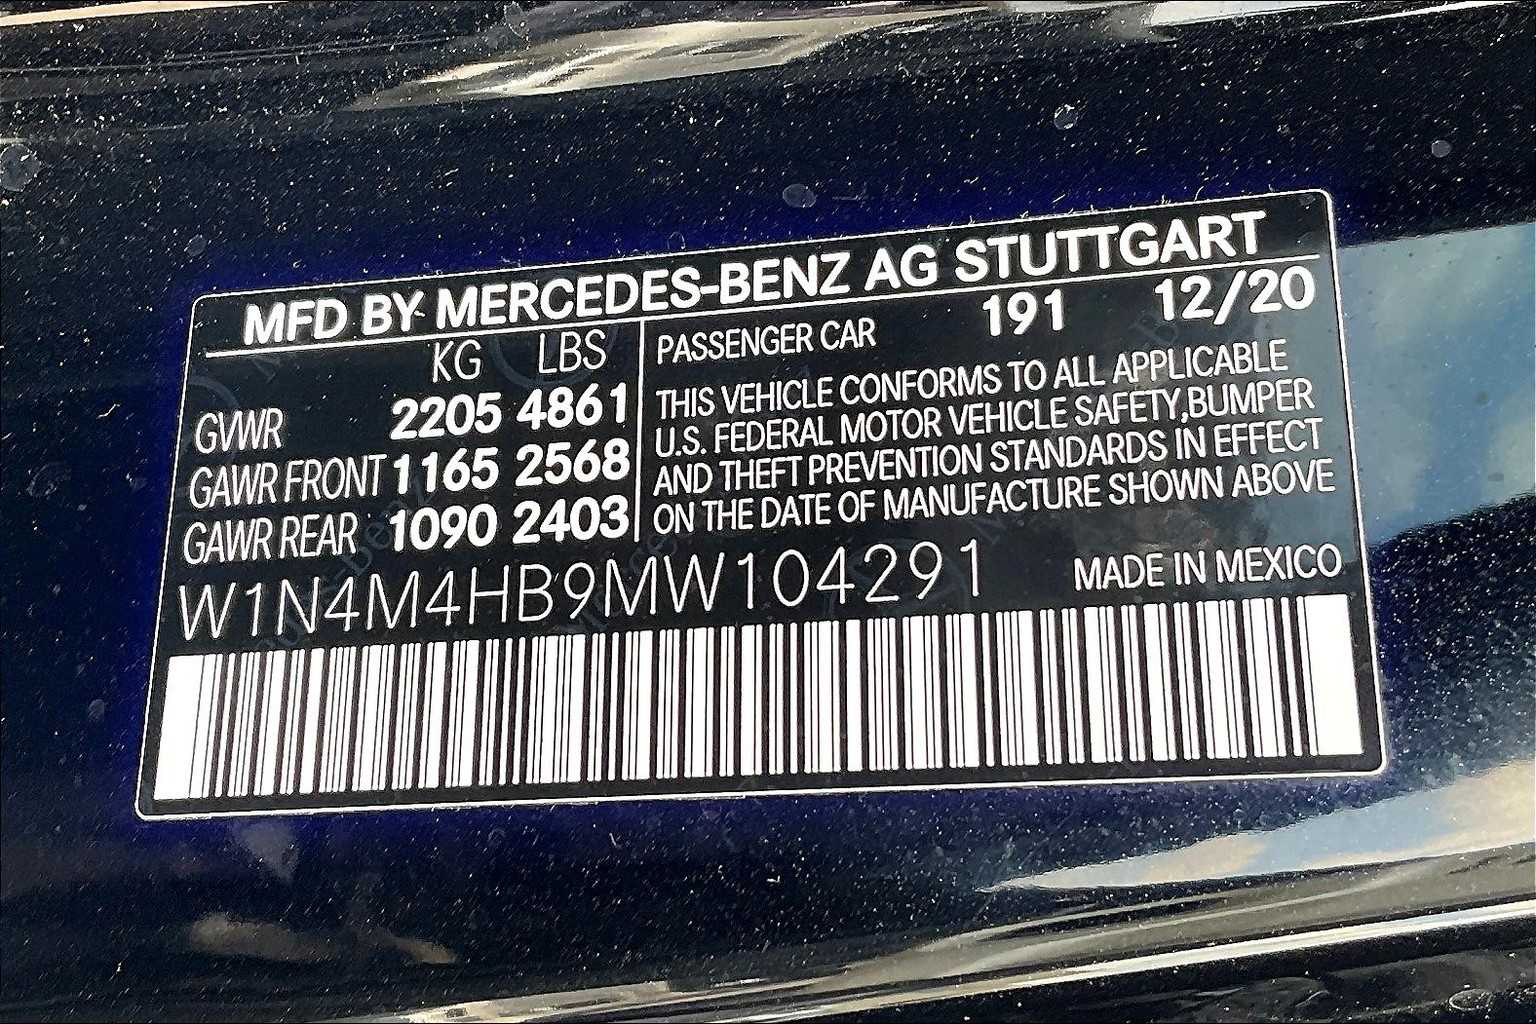 MFD BY MERCEDES-BENZ AG STUTTGART
KG LBS
GVWR 2205 4861
GAWR FRONT 1165 2568
GAWR REAR 1090 2403
PASSENGER CAR 191 12/20
THIS VEHICLE CONFORMS TO ALL APPLICABLE
U.S. FEDERAL MOTOR VEHICLE SAFETY,BUMPER
AND THEFT PREVENTION STANDARDS IN EFFECT
ON THE DATE OF MANUFACTURE SHOWN ABOVE
W1N4M4HB9MW104291
MADE IN MEXICO